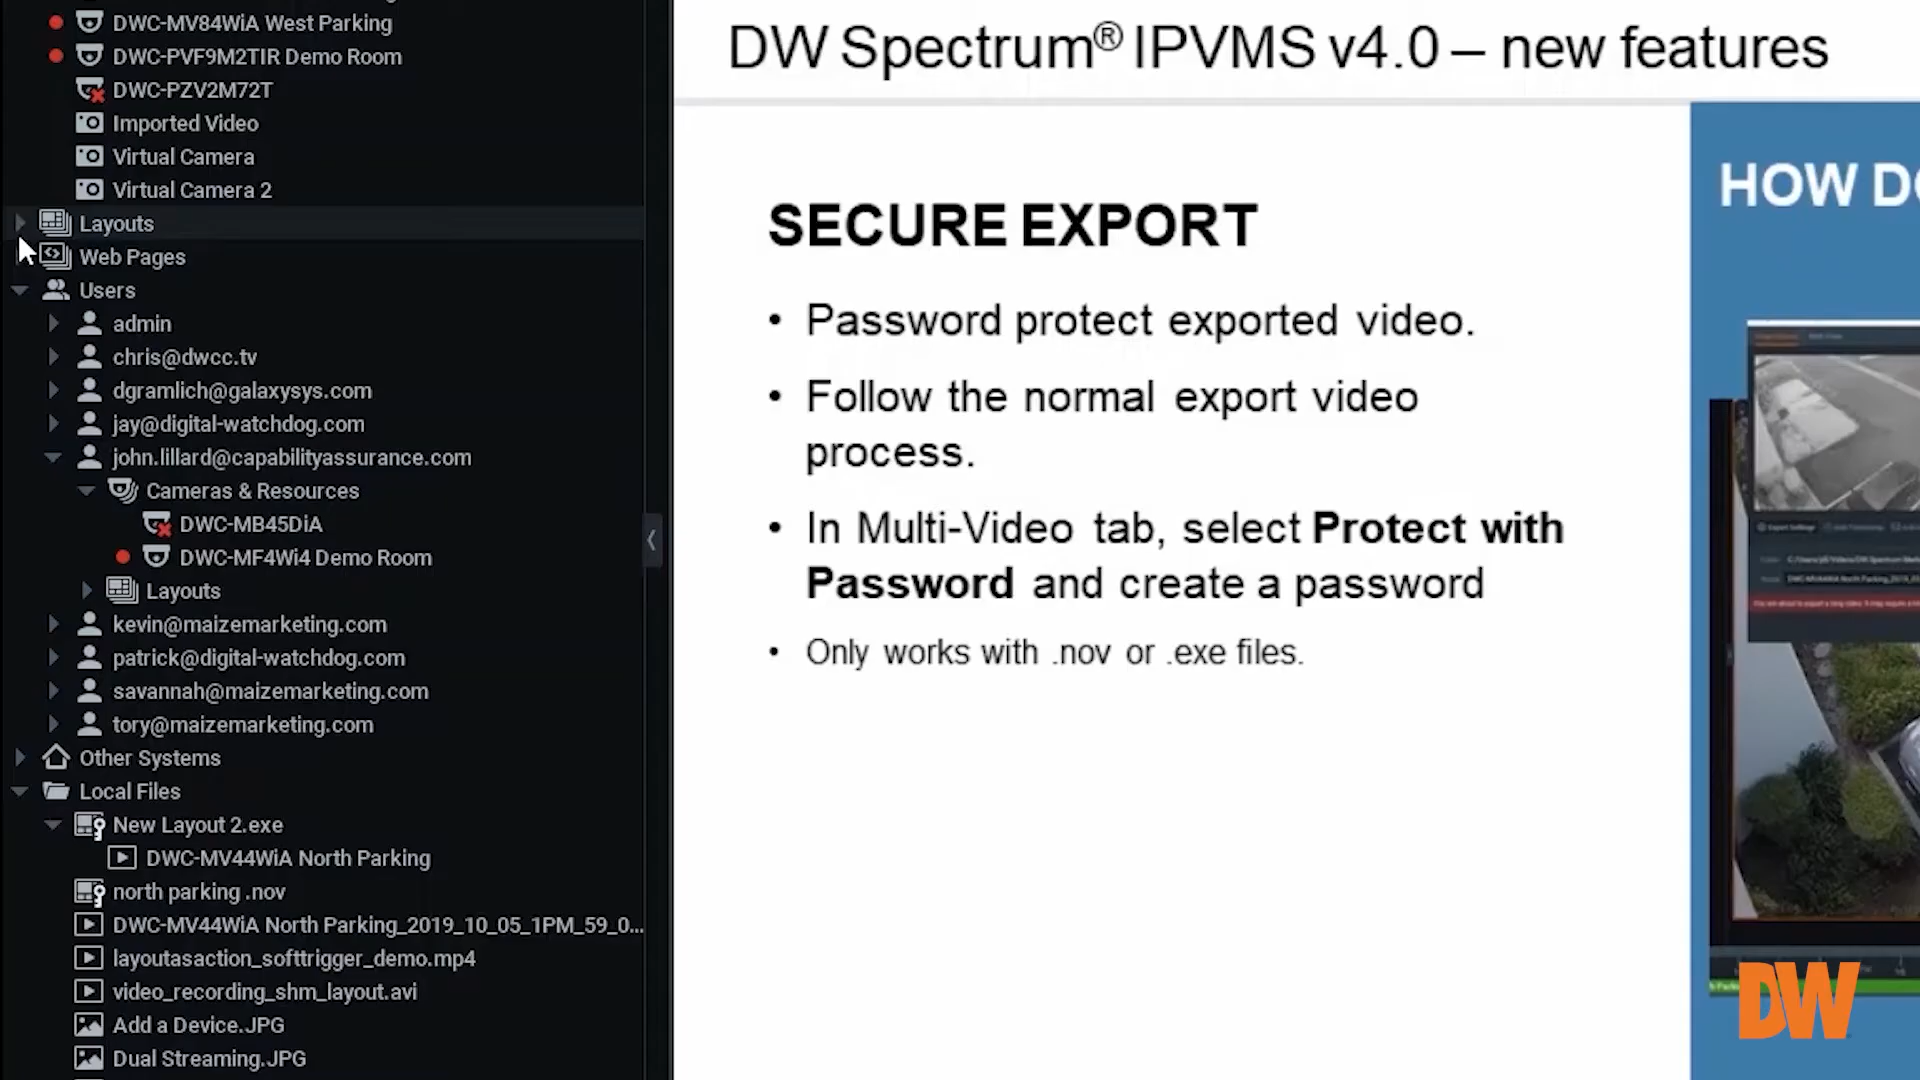 DWC-MV84WiA West Parking
DWC-PVF9M2TIR Demo Room
DWC-PZV2M72T
Imported Video
Virtual Camera
Virtual Camera 2
Layouts
Web Pages
Users
admin
chris@dwcc.tv
dgramlich@galaxysys.com
jay@digital-watchdog.com
john.lillard@capabilityassurance.com
Cameras & Resources
DWC-MB45DiA
DWC-MF4Wi4 Demo Room
Layouts
kevin@maizemarketing.com
patrick@digital-watchdog.com
savannah@maizemarketing.com
tory@maizemarketing.com
Other Systems
Local Files
New Layout 2.exe
DWC-MV44WiA North Parking
north parking .nov
DWC-MV44WiA North Parking_2019_10_05_1PM_59_0...
layoutasaction_softtrigger_demo.mp4
video_recording_shm_layout.avi
Add a Device.JPG
Dual Streaming.JPG
DW Spectrum® IPVMS v4.0 – new features
SECURE EXPORT
• Password protect exported video.
• Follow the normal export video
process.
• In Multi-Video tab, select Protect with
Password and create a password
• Only works with .nov or .exe files.
HOW DO
Export Settings
DW